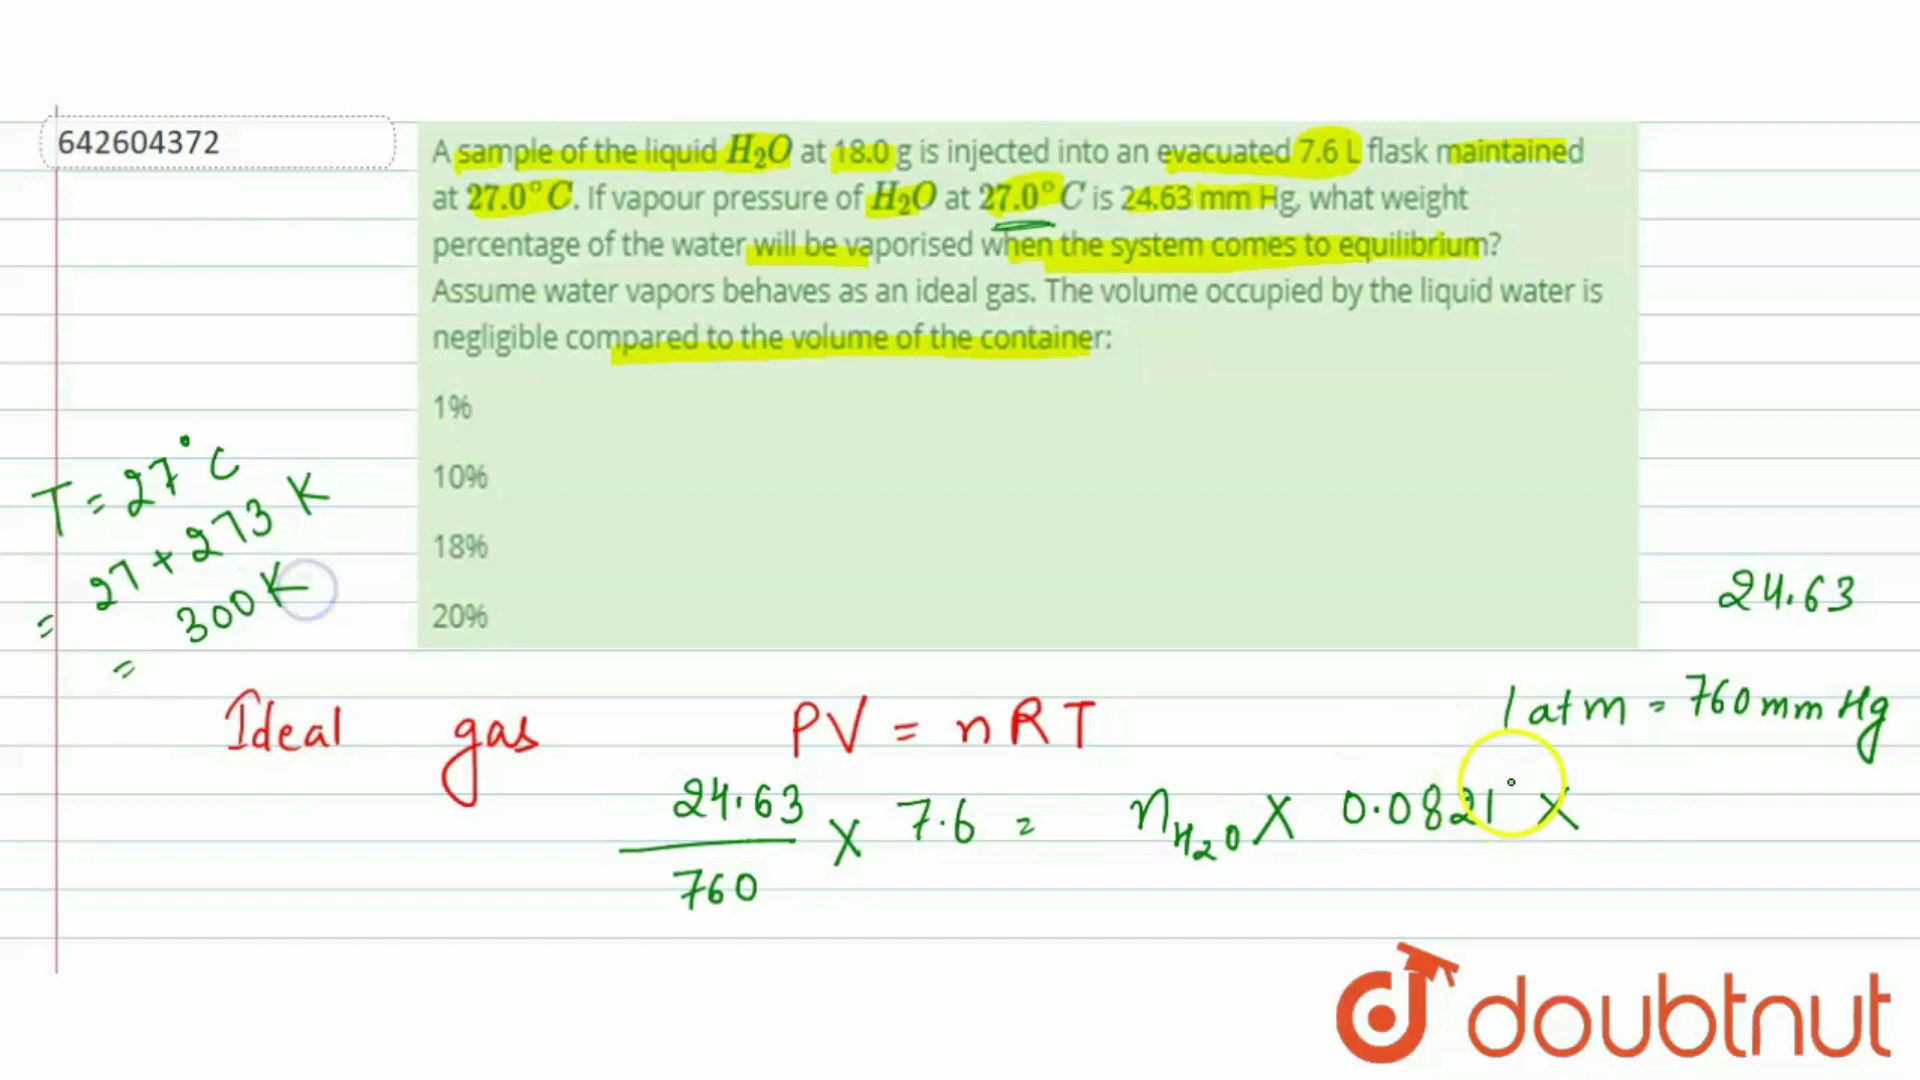 642604372
A sample of the liquid H₂O at 18.0 g is injected into an evacuated 7.6 L flask maintained
at 27.0°C. If vapour pressure of H₂O at 27.0°C is 24.63 mm Hg, what weight
percentage of the water will be vaporised when the system comes to equilibrium?
Assume water vapors behaves as an ideal gas. The volume occupied by the liquid water is
negligible compared to the volume of the container:
1%
10%
18%
20%
T = 27°C
= 27 + 273 K
= 300 K
24.63
Ideal gas PV = nRT
1 atm = 760 mm Hg
24.63/760 X 7.6 = nH₂O X 0.0821 X
doubtnut